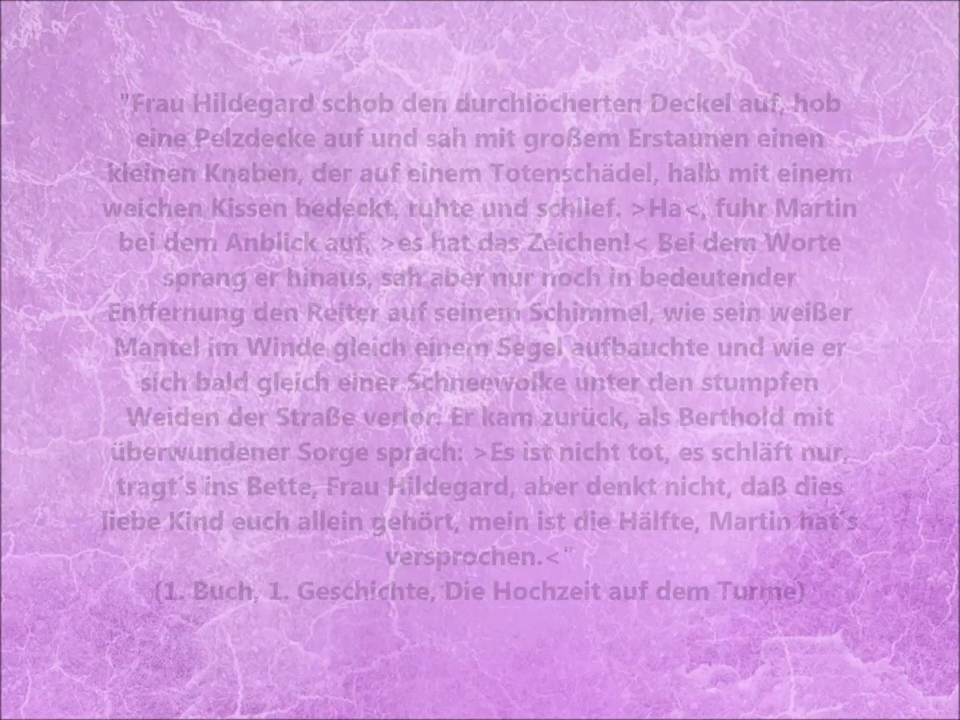 "Frau Hildegard schob den durchlöcherten Deckel auf, hob
eine Pelzdecke auf und sah mit großem Erstaunen einen
kleinen Knaben, der auf einem Totenschädel, halb mit einem
weichen Kissen bedeckt, ruhte und schlief. >Ha<, fuhr Martin
bei dem Anblick auf, >es hat das Zeichen!< Bei dem Worte
sprang er hinaus, sah aber nur noch in bedeutender
Entfernung den Reiter auf seinem Schimmel, wie sein weißer
Mantel im Winde gleich einem Segel aufbauchte und wie er
sich bald gleich einer Schneewolke unter den stumpfen
Weiden der Straße verlor. Er kam zurück, als Berthold mit
überwundener Sorge sprach: >Es ist nicht tot, es schläft nur,
tragt's ins Bette, Frau Hildegard, aber denkt nicht, daß dies
liebe Kind euch allein gehört, mein ist die Hälfte, Martin hat's
versprochen.<"
(1. Buch, 1. Geschichte, Die Hochzeit auf dem Turme)